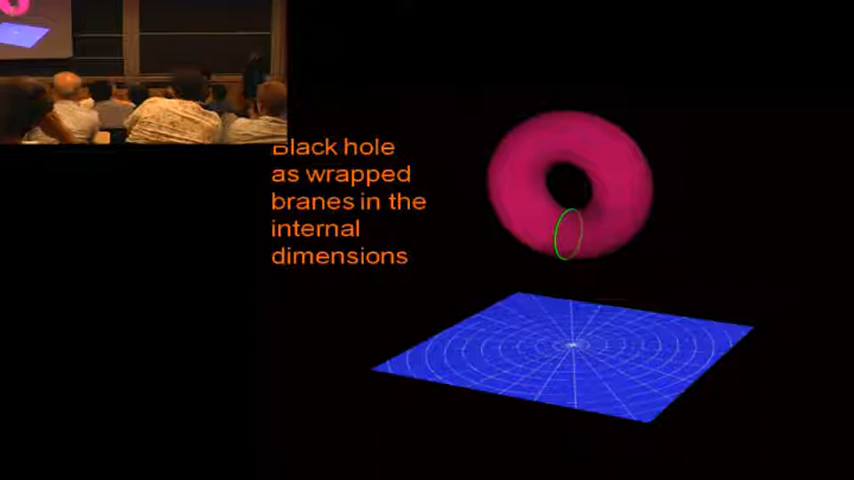 Black hole
as wrapped
branes in the
internal
dimensions